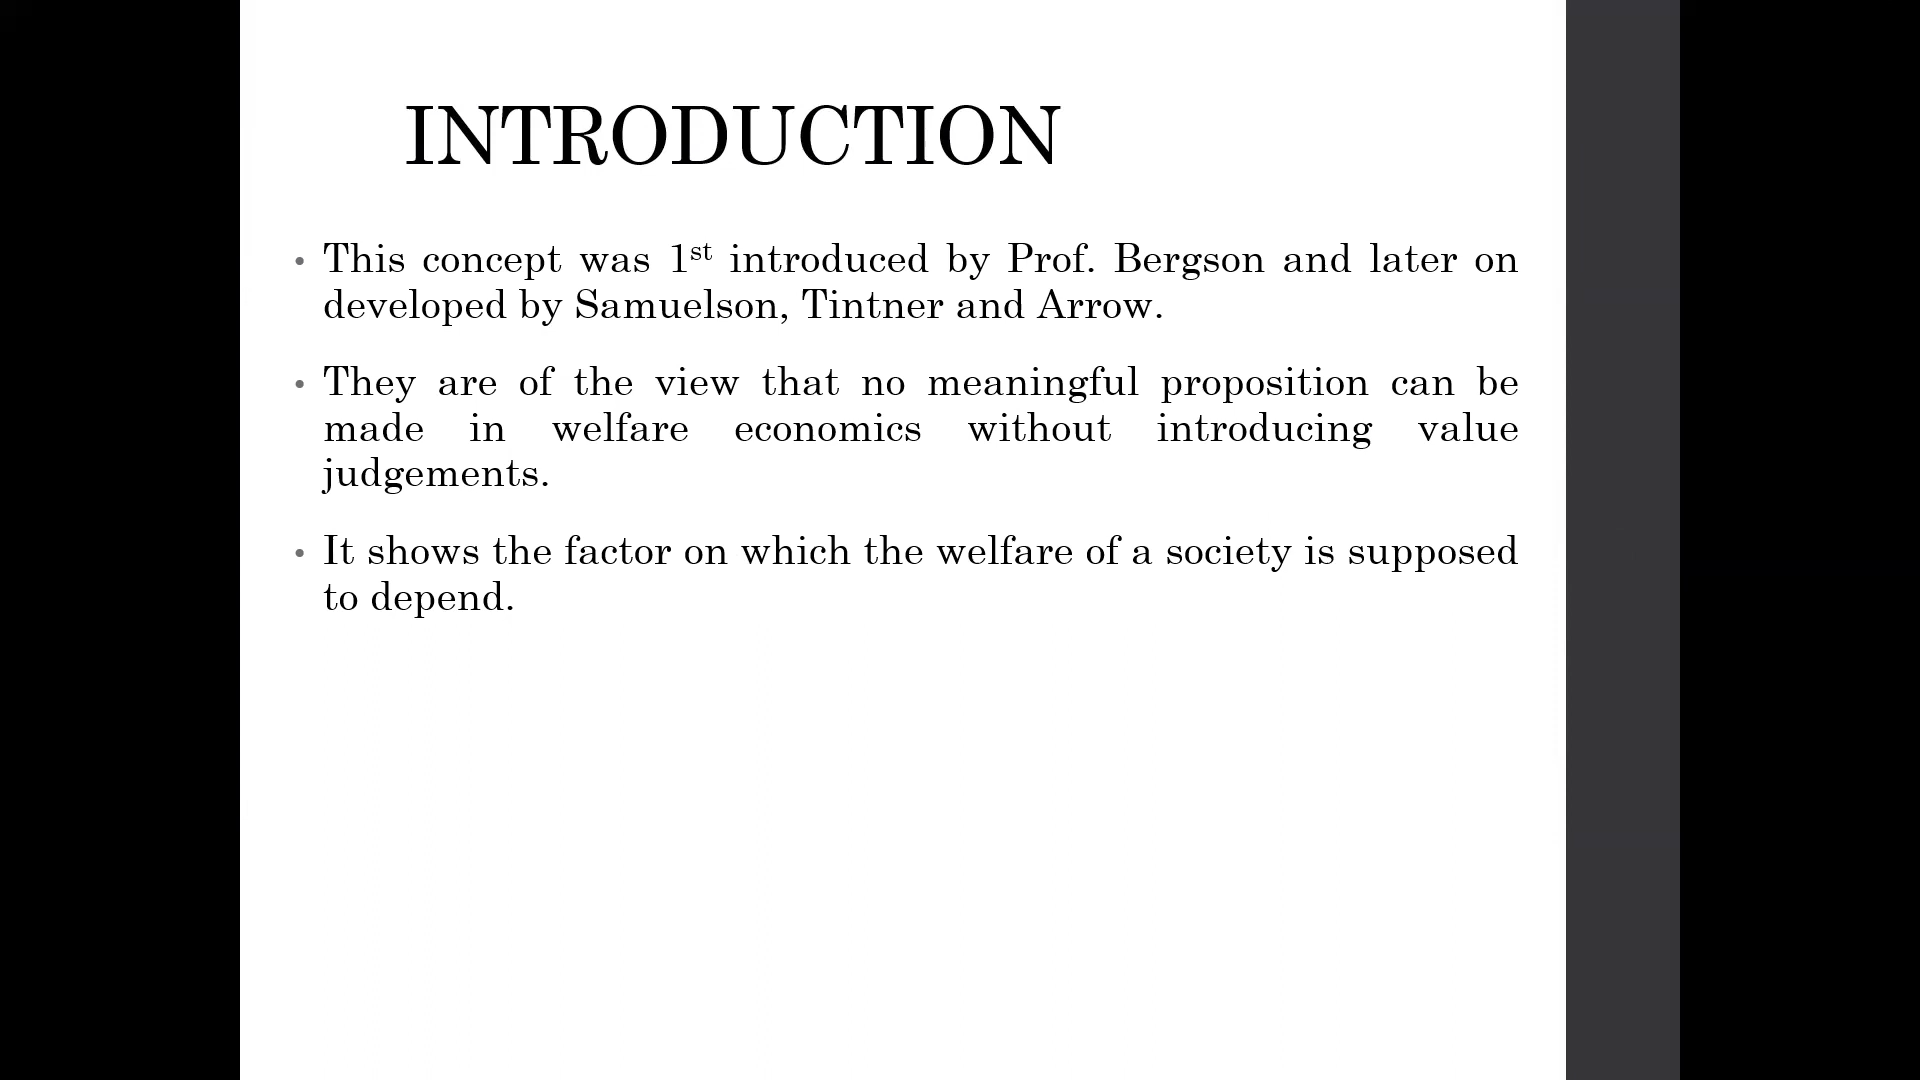 INTRODUCTION
• This concept was 1st introduced by Prof. Bergson and later on
developed by Samuelson, Tintner and Arrow.
• They are of the view that no meaningful proposition can be
made in welfare economics without introducing value
judgements.
• It shows the factor on which the welfare of a society is supposed
to depend.